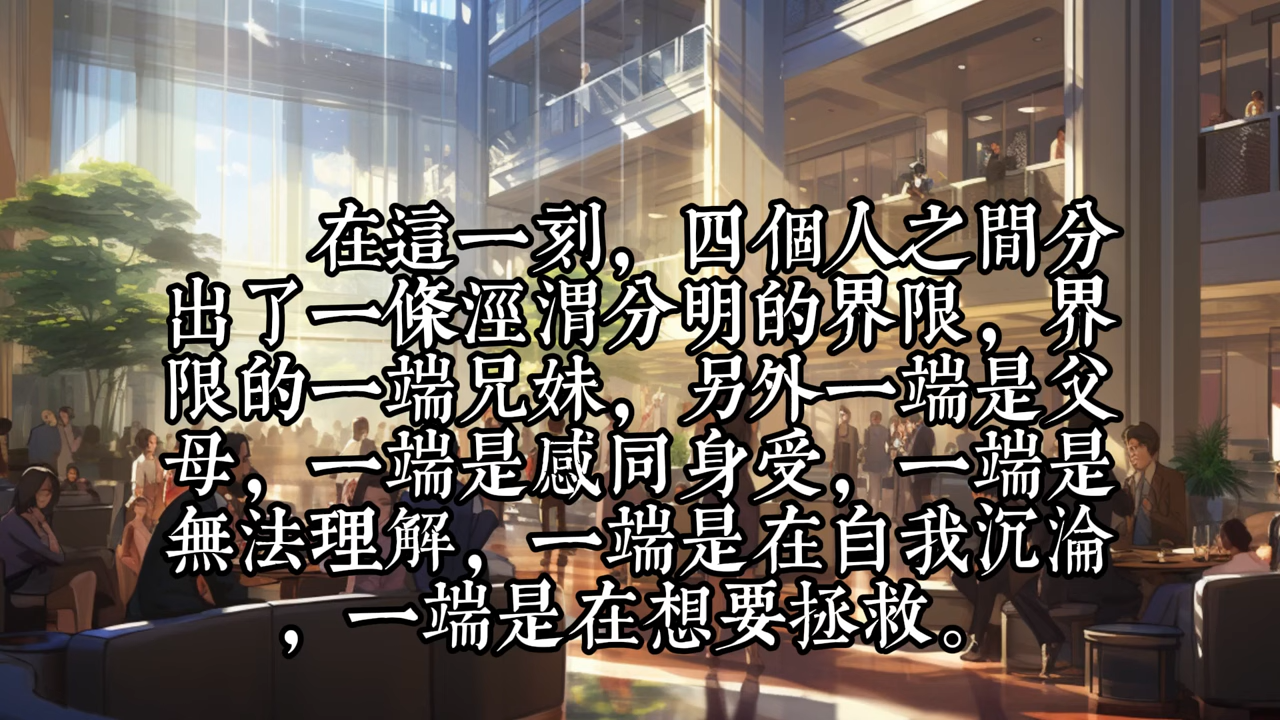 在這一刻，四個人之間分
出了一條涇渭分明的界限，界
限的一端兄妹，另外一端是父
母，一端是感同身受，一端是
無法理解，一端是在自我沉淪
，一端是在想要拯救。